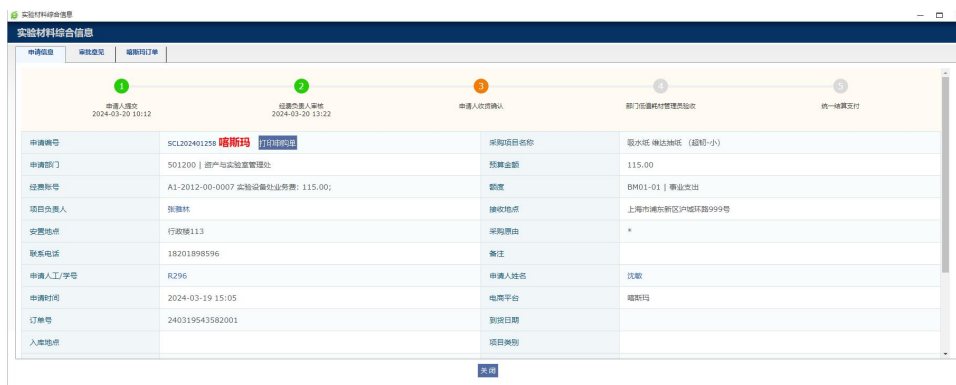 实验材料综合信息
实验材料综合信息
申请信息 审批意见 喀斯玛订单
1 2 3 4 5
申请人提交 经费负责人审核 申请人收货确认 部门低值耗材管理员验收 统一结算支付
2024-03-20 10:12 2024-03-20 13:22
申请编号 SCL202401258 喀斯玛 打印申购单 采购项目名称 吸水纸 维达抽纸 (超韧-小)
申请部门 501200 | 资产与实验室管理处 预算金额 115.00
经费账号 A1-2012-00-0007 实验设备处业务费: 115.00; 额度 BM01-01 | 事业支出
项目负责人 张雅林 接收地点 上海市浦东新区沪城环路999号
安置地点 行政楼113 采购原由 *
联系电话 18201898596 备注
申请人工/学号 R296 申请人姓名 沈敏
申请时间 2024-03-19 15:05 电商平台 喀斯玛
订单号 240319543582001 到货日期
入库地点 项目类别
关闭